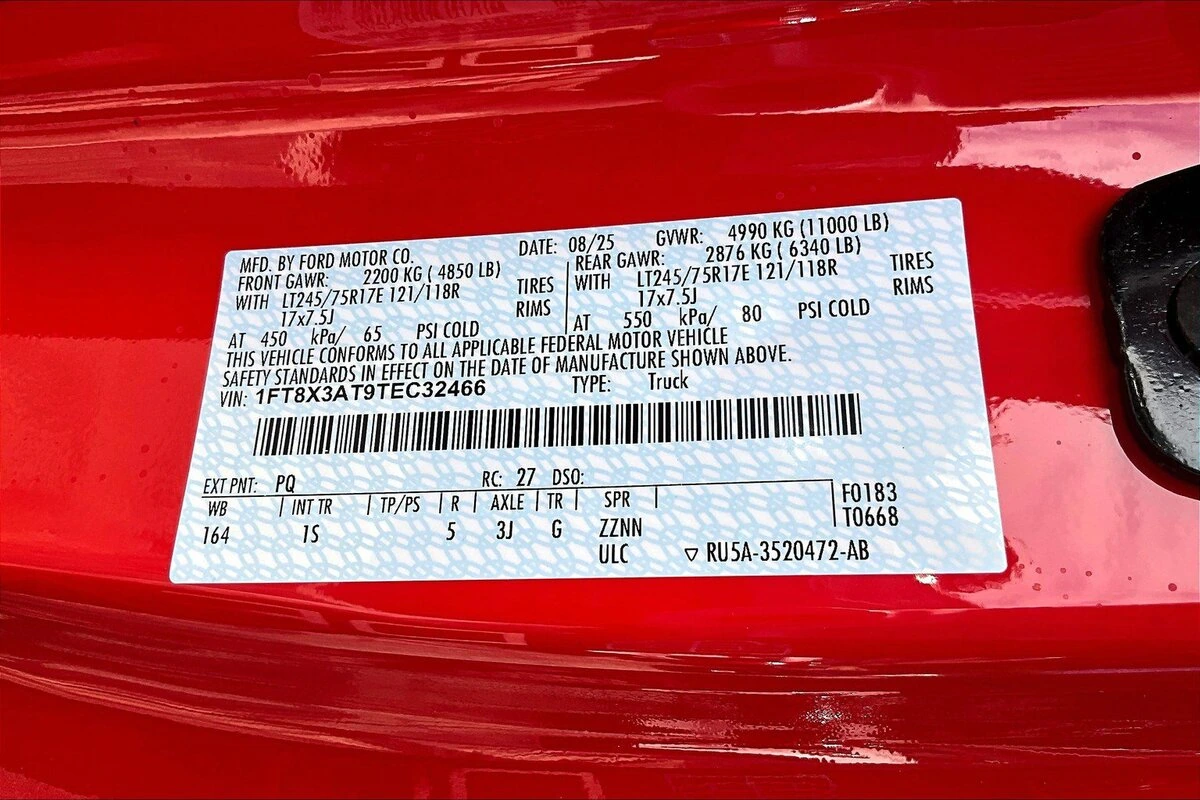 MFD. BY FORD MOTOR CO. DATE: 08/25 GVWR: 4990 KG (11000 LB)
FRONT GAWR: 2200 KG ( 4850 LB) REAR GAWR: 2876 KG ( 6340 LB)
WITH LT245/75R17E 121/118R TIRES WITH LT245/75R17E 121/118R TIRES
17x7.5J RIMS 17x7.5J RIMS
AT 450 kPa/ 65 PSI COLD AT 550 kPa/ 80 PSI COLD
THIS VEHICLE CONFORMS TO ALL APPLICABLE FEDERAL MOTOR VEHICLE
SAFETY STANDARDS IN EFFECT ON THE DATE OF MANUFACTURE SHOWN ABOVE.
VIN: 1FT8X3AT9TEC32466 TYPE: Truck
EXT PNT: PQ RC: 27 DSO:
WB | INT TR | TP/PS | R | AXLE | TR | SPR | F0183
164 1S 5 3J G ZZNN T0668
ULC ▽ RU5A-3520472-AB